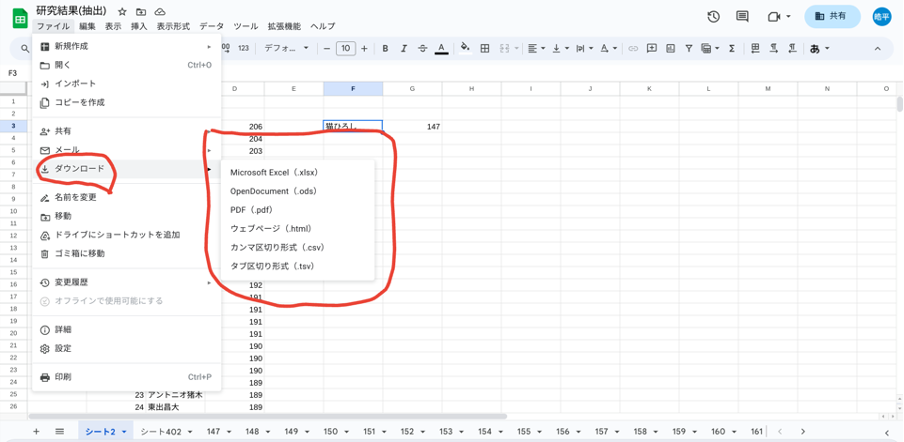 研究結果(抽出)
ファイル 編集 表示 挿入 表示形式 データ ツール 拡張機能 ヘルプ
共有
皓平
123 デフォ... 10 B I A あ
F3
D E F G H I J K L M N O
新規作成
開く Ctrl+O
インポート
コピーを作成
共有
メール
ダウンロード
名前を変更
移動
ドライブにショートカットを追加
ゴミ箱に移動
変更履歴
オフラインで使用可能にする
詳細
設定
印刷 Ctrl+P
Microsoft Excel（.xlsx）
OpenDocument（.ods）
PDF（.pdf）
ウェブページ（.html）
カンマ区切り形式（.csv）
タブ区切り形式（.tsv）
1
2
3 206 猫ひろし 147
4 204
5 203
6
7
8
9
10
11
12
13
14
15
16 192
17 191
18 191
19 191
20 191
21 190
22 190
23 190
24 189
25 23 アントニオ猪木 189
26 24 東出昌大 189
シート2 シート402 147 148 149 150 151 152 153 154 155 156 157 158 159 160 161